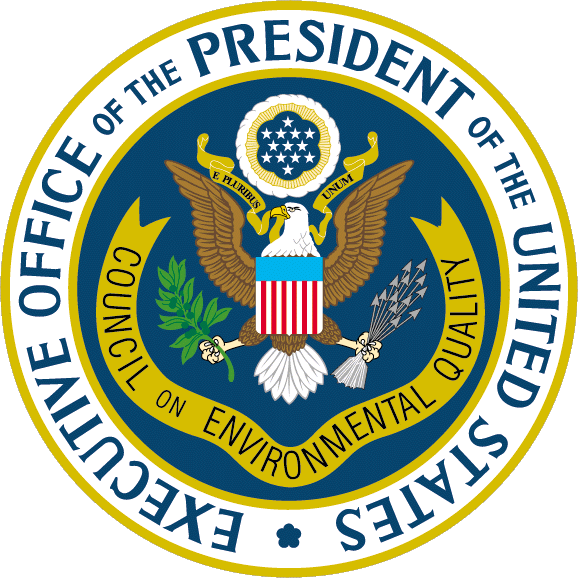 EXECUTIVE OFFICE OF THE PRESIDENT OF THE UNITED STATES
E PLURIBUS UNUM
COUNCIL ON ENVIRONMENTAL QUALITY